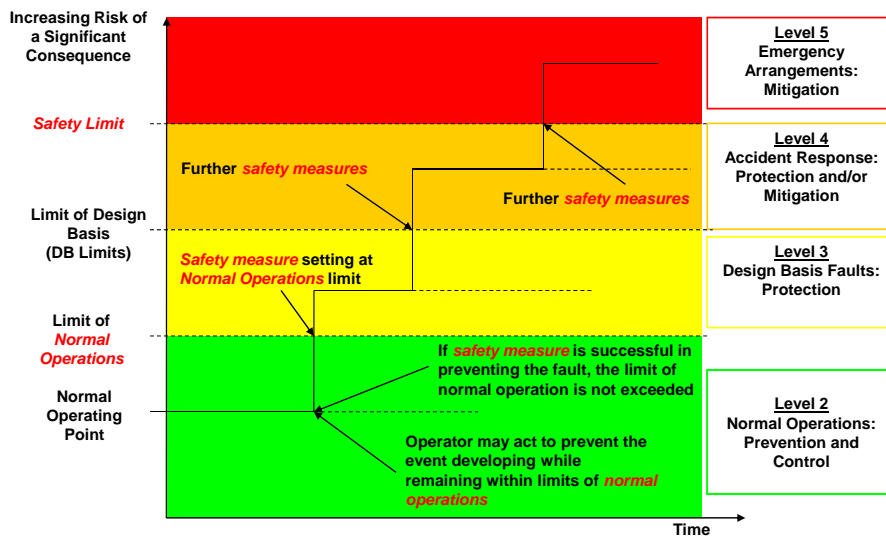 Increasing Risk of
a Significant
Consequence
Safety Limit
Limit of Design
Basis
(DB Limits)
Limit of
Normal
Operations
Normal
Operating
Point
Further safety measures
Further safety measures
Safety measure setting at
Normal Operations limit
If safety measure is successful in
preventing the fault, the limit of
normal operation is not exceeded
Operator may act to prevent the
event developing while
remaining within limits of normal
operations
Time
Level 5
Emergency
Arrangements:
Mitigation
Level 4
Accident Response:
Protection and/or
Mitigation
Level 3
Design Basis Faults:
Protection
Level 2
Normal Operations:
Prevention and
Control